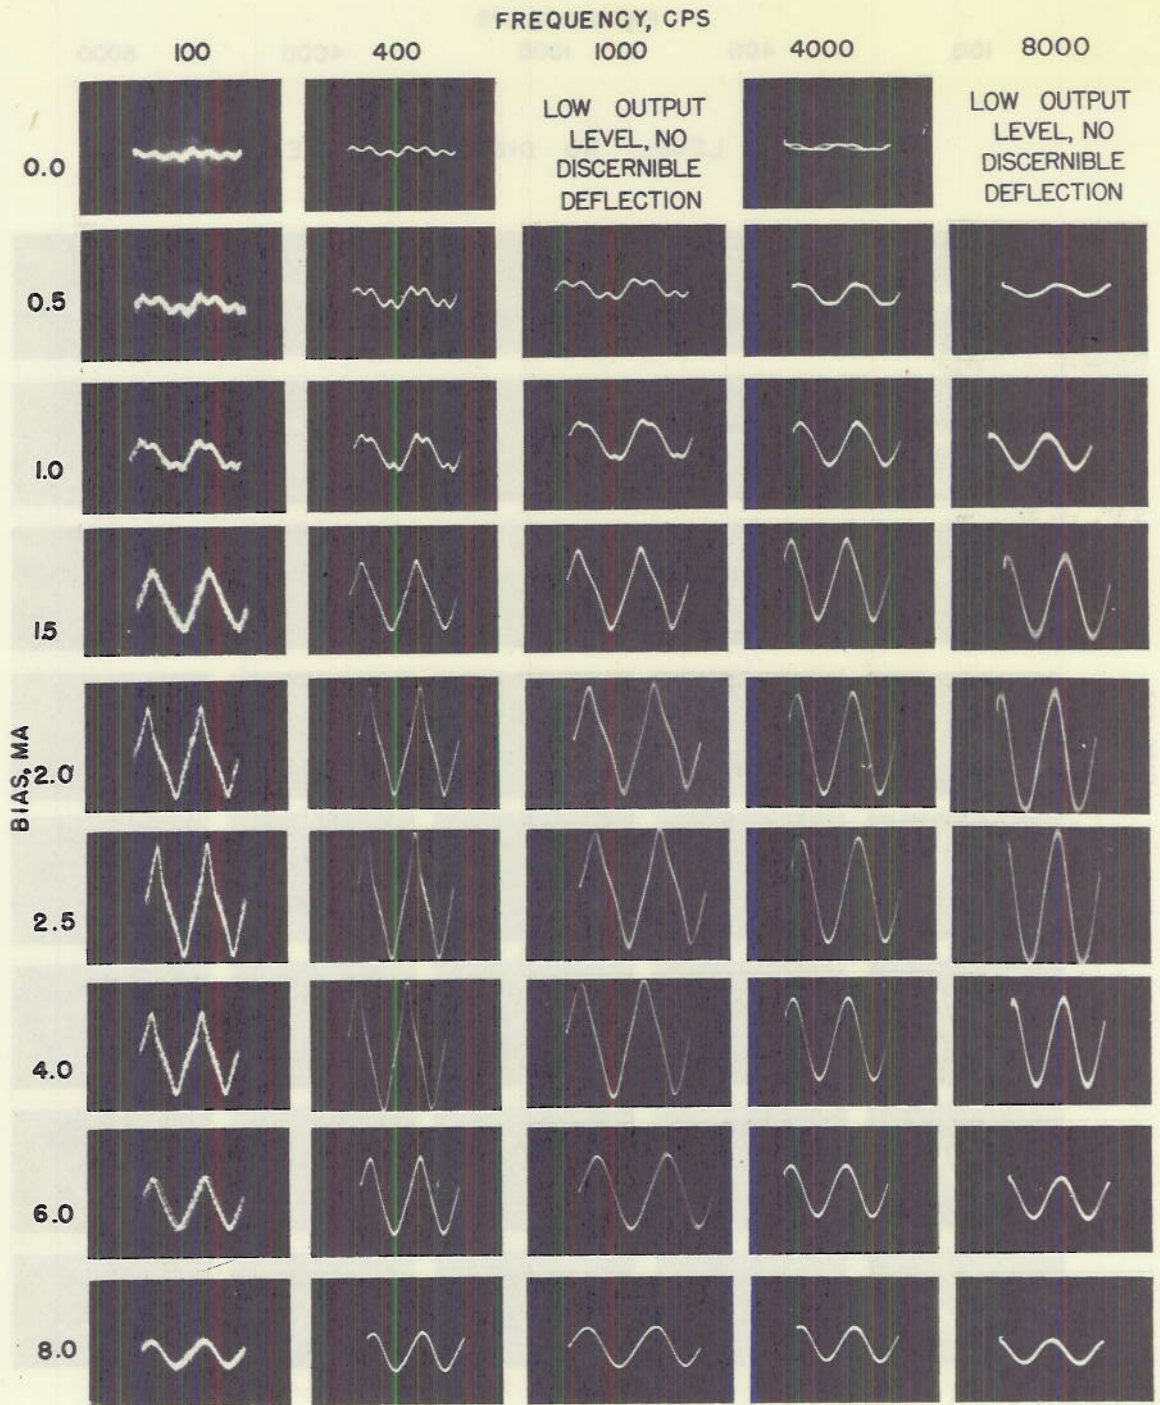 FREQUENCY, CPS
100 400 1000 4000 8000
0.0
LOW OUTPUT
LEVEL, NO
DISCERNIBLE
DEFLECTION
LOW OUTPUT
LEVEL, NO
DISCERNIBLE
DEFLECTION
0.5
1.0
1.5
BIAS, MA
2.0
2.5
4.0
6.0
8.0